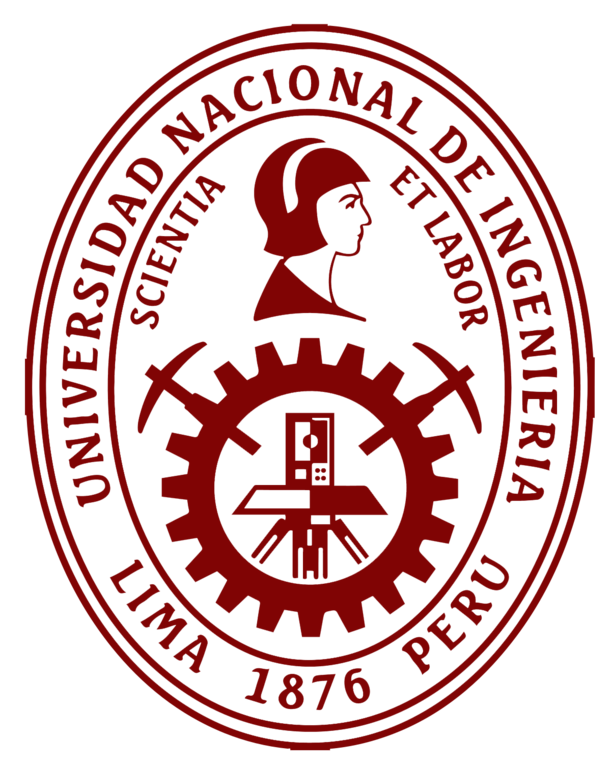 UNIVERSIDAD NACIONAL DE INGENIERIA
SCIENTIA ET LABOR
LIMA 1876 PERU